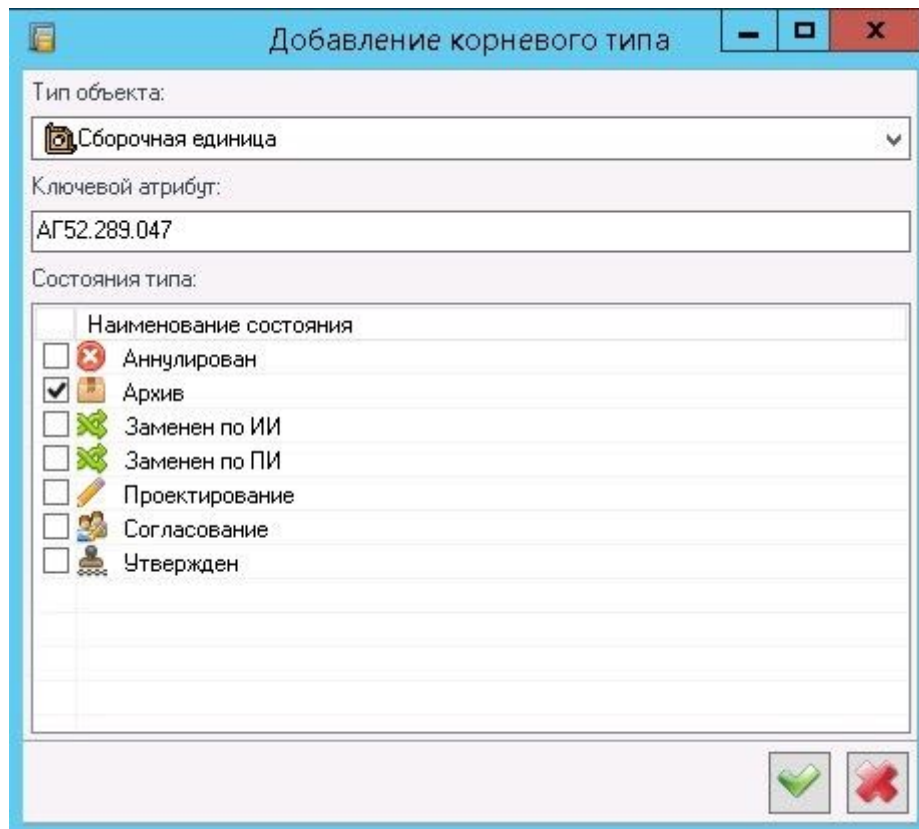 Добавление корневого типа
Тип объекта:
Сборочная единица
Ключевой атрибут:
АГ52.289.047
Состояния типа:
Наименование состояния
Аннулирован
Архив
Заменен по ИИ
Заменен по ПИ
Проектирование
Согласование
Утвержден